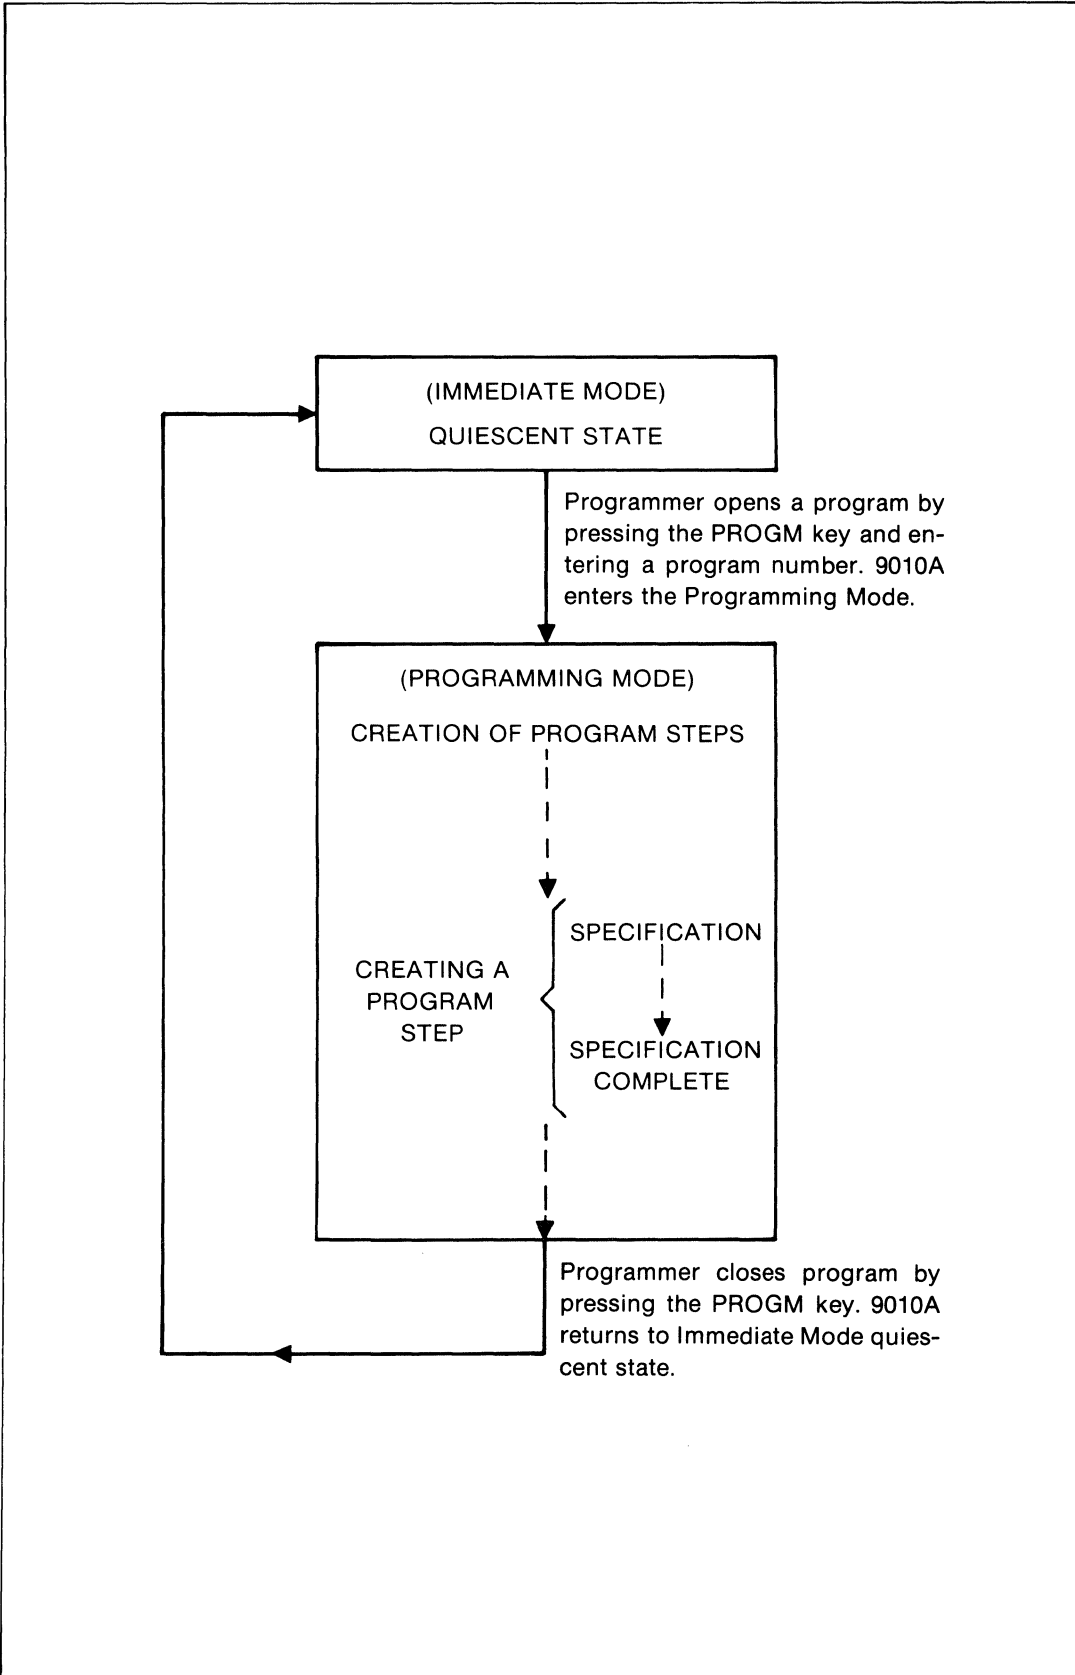 (IMMEDIATE MODE)
QUIESCENT STATE
Programmer opens a program by
pressing the PROGM key and en-
tering a program number. 9010A
enters the Programming Mode.
(PROGRAMMING MODE)
CREATION OF PROGRAM STEPS
CREATING A
PROGRAM
STEP
SPECIFICATION
SPECIFICATION
COMPLETE
Programmer closes program by
pressing the PROGM key. 9010A
returns to Immediate Mode quies-
cent state.